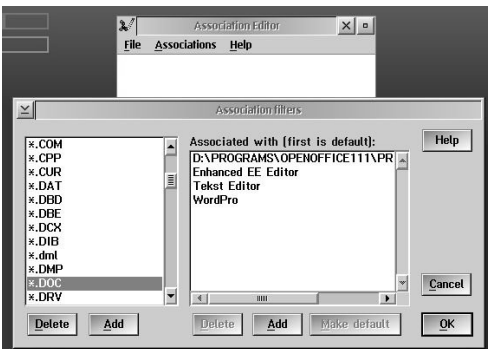 Association Editor
File Associations Help
Association filters
*.COM
*.CPP
*.CUR
*.DAT
*.DBD
*.DBE
*.DCX
*.DIB
*.dml
*.DMP
*.DOC
*.DRV
Delete Add
Associated with (first is default):
D:\PROGRAMS\OPENOFFICE111\PR
Enhanced EE Editor
Tekst Editor
WordPro
Delete Add Make default
Help
Cancel
OK